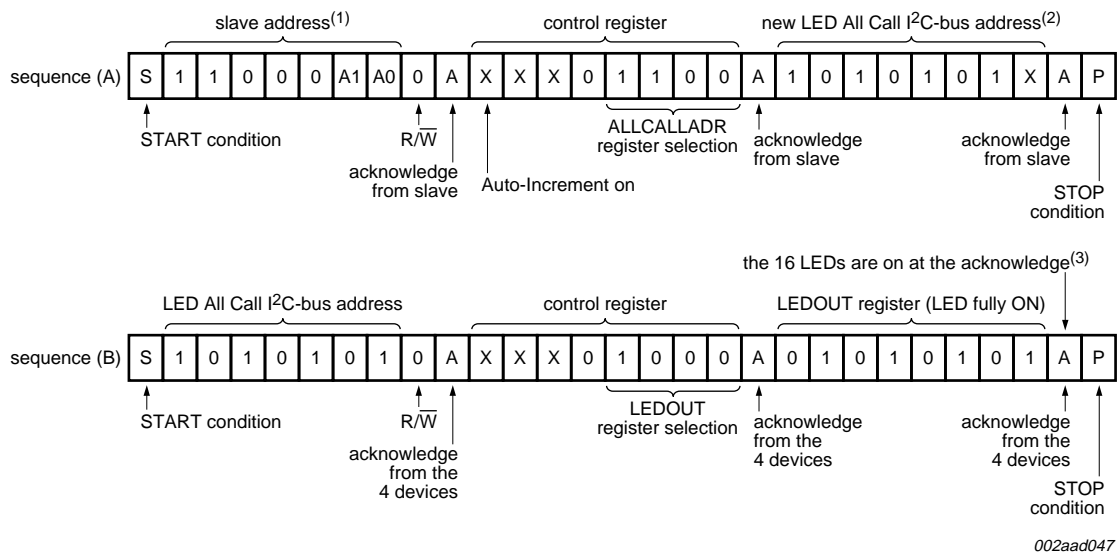 slave address(1)
control register
new LED All Call I2C-bus address(2)
sequence (A)
S 1 1 0 0 0 A1 A0 0 A X X X 0 1 1 0 0 A 1 0 1 0 1 0 1 X A P
START condition
R/W̅
acknowledge
from slave
Auto-Increment on
ALLCALLADR
register selection
acknowledge
from slave
acknowledge
from slave
STOP
condition
the 16 LEDs are on at the acknowledge(3)
LED All Call I2C-bus address
control register
LEDOUT register (LED fully ON)
sequence (B)
S 1 0 1 0 1 0 1 0 A X X X 0 1 0 0 0 A 0 1 0 1 0 1 0 1 A P
START condition
R/W̅
acknowledge
from the
4 devices
LEDOUT
register selection
acknowledge
from the
4 devices
acknowledge
from the
4 devices
STOP
condition
002aad047